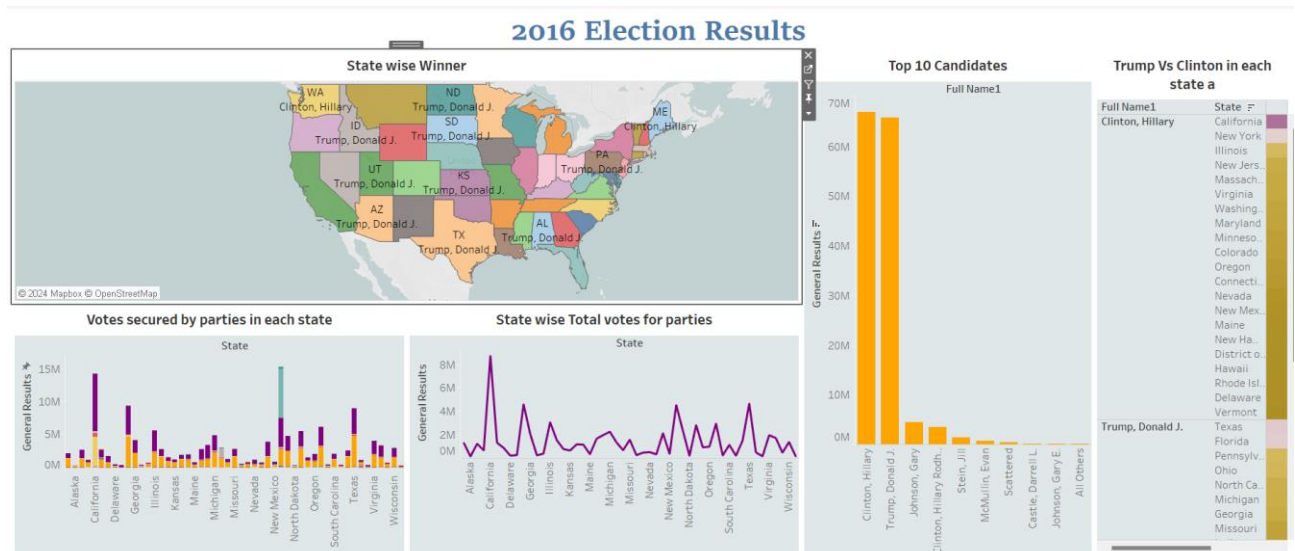 2016 Election Results
State wise Winner
WA
Clinton, Hillary
ND
Trump, Donald J.
ME
Clinton, Hillary
ID
Trump, Donald J.
SD
Trump, Donald J.
PA
Trump, Donald J.
UT
Trump, Donald J.
KS
Trump, Donald J.
AZ
Trump, Donald J.
TX
Trump, Donald J.
AL
Trump, Donald J.
© 2024 Mapbox © OpenStreetMap
Votes secured by parties in each state
State
General Results
15M
10M
5M
0M
Alaska
California
Delaware
Georgia
Illinois
Kansas
Maine
Michigan
Missouri
Nevada
New Mexico
North Dakota
Oregon
South Carolina
Texas
Virginia
Wisconsin
State wise Total votes for parties
State
General Results
8M
6M
4M
2M
0M
Alaska
California
Delaware
Georgia
Illinois
Kansas
Maine
Michigan
Missouri
Nevada
New Mexico
North Dakota
Oregon
South Carolina
Texas
Virginia
Wisconsin
Top 10 Candidates
Full Name1
General Results
70M
60M
50M
40M
30M
20M
10M
0M
Clinton, Hillary
Trump, Donald J.
Johnson, Gary
Clinton, Hillary Rodh..
Stein, Jill
McMullin, Evan
Scattered
Castle, Darrell L.
Johnson, Gary E.
All Others
Trump Vs Clinton in each
state a
Full Name1 State
Clinton, Hillary California
New York
Illinois
New Jers..
Massach..
Virginia
Washing..
Maryland
Minneso..
Colorado
Oregon
Connecti..
Nevada
New Mex..
Maine
New Ha..
District o..
Hawaii
Rhode Isl..
Delaware
Vermont
Trump, Donald J. Texas
Florida
Pennsylv..
Ohio
North Ca..
Michigan
Georgia
Missouri